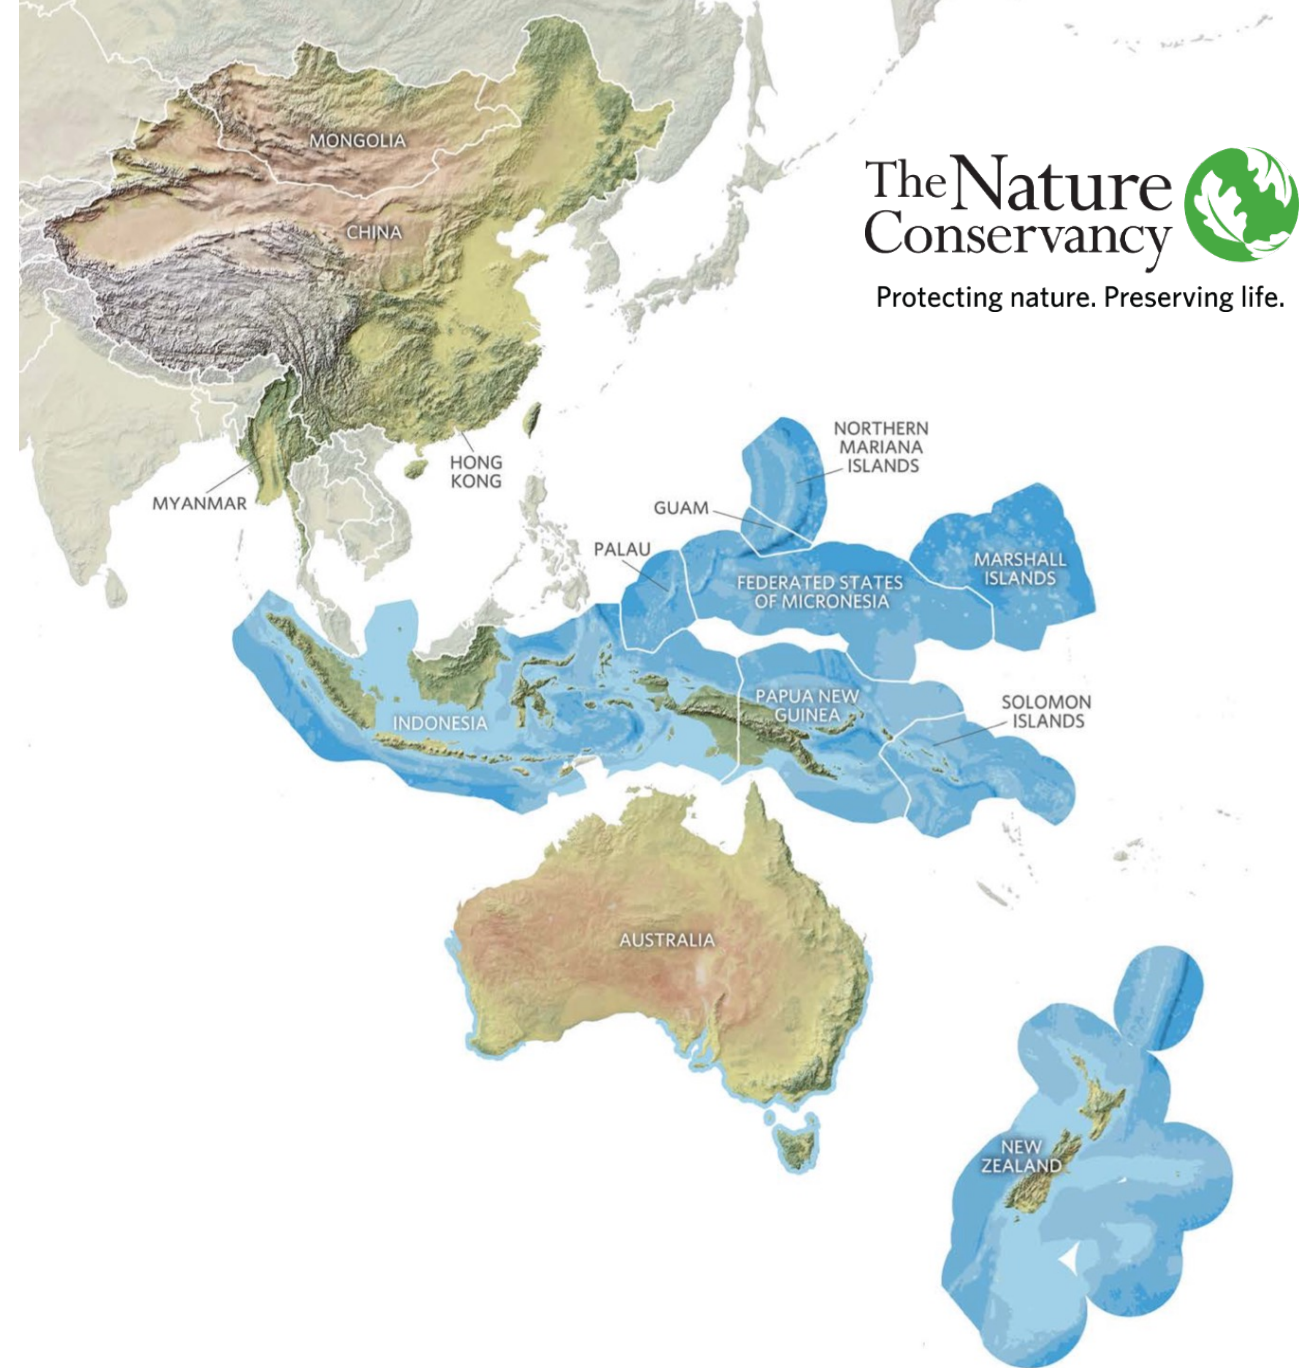 MONGOLIA
The Nature
Conservancy
CHINA
Protecting nature. Preserving life.
NORTHERN
MARIANA
ISLANDS
HONG
KONG
MYANMAR
GUAM
PALAU
MARSHALL
ISLANDS
FEDERATED STATES
OF MICRONESIA
PAPUA NEW
GUINEA
SOLOMON
ISLANDS
INDONESIA
AUSTRALIA
NEW
ZEALAND